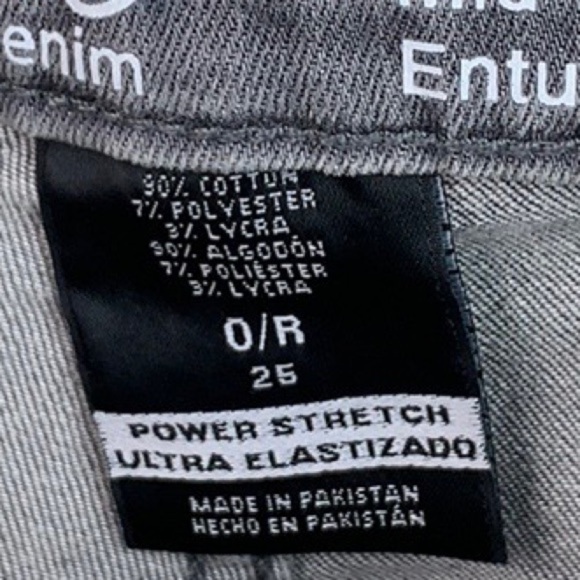 enim
Entu
90% COTTON
7% POLYESTER
3% LYCRA
90% ALGODÓN
7% POLIÉSTER
3% LYCRA
0/R
25
POWER STRETCH
ULTRA ELASTIZADO
MADE IN PAKISTAN
HECHO EN PAKISTÁN